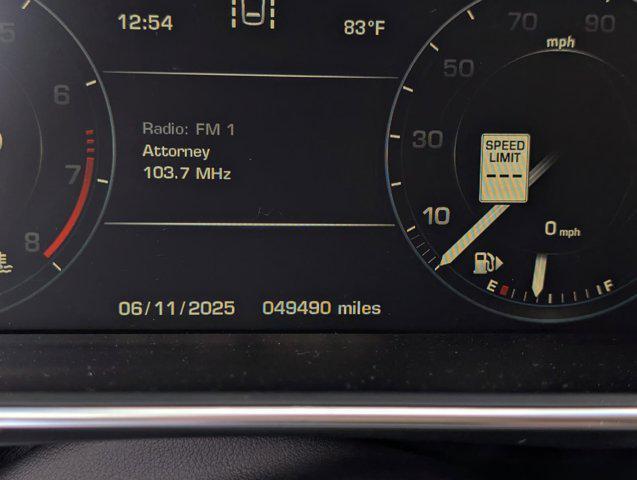 12:54
83°F
Radio: FM 1
Attorney
103.7 MHz
06/11/2025
049490 miles
5
6
7
8
10
30
50
70
90
mph
SPEED
LIMIT
---
0 mph
E
F